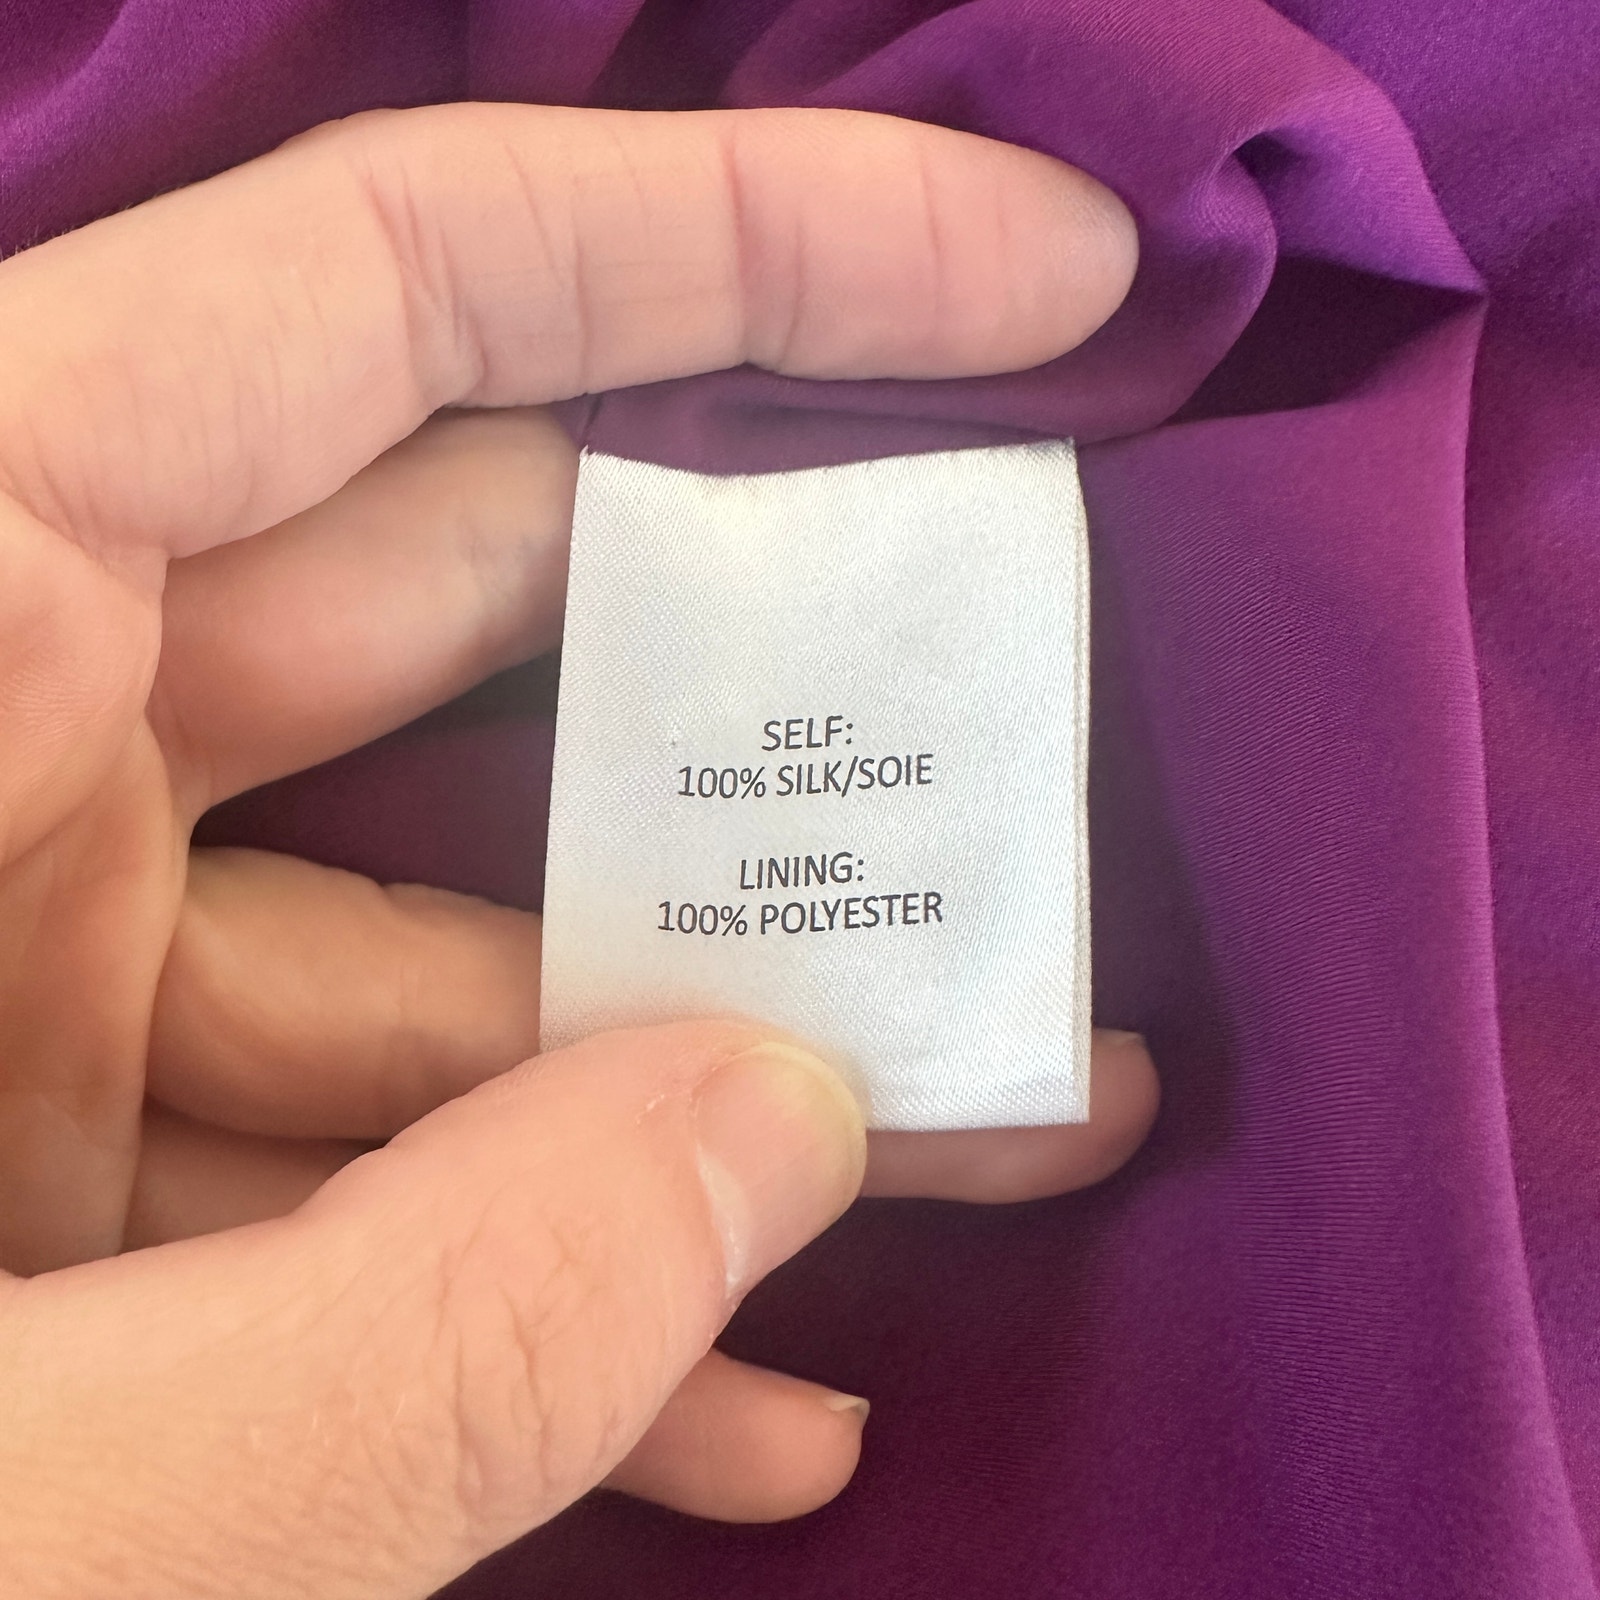 SELF:
100% SILK/SOIE
LINING:
100% POLYESTER